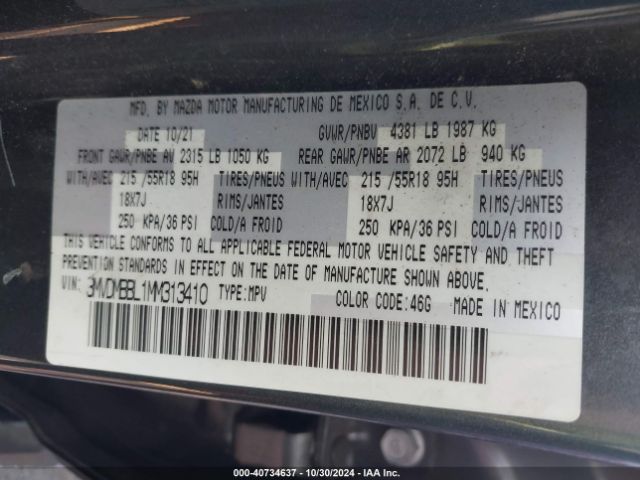 MFD. BY MAZDA MOTOR MANUFACTURING DE MEXICO S.A. DE C.V.
DATE 10/21 GVWR/PNBV 4381 LB 1987 KG
FRONT GAWR/PNBE AV 2315 LB 1050 KG REAR GAWR/PNBE AR 2072 LB 940 KG
WITH/AVEC 215 /55R18 95H TIRES/PNEUS WITH/AVEC 215 /55R18 95H TIRES/PNEUS
18X7J RIMS/JANTES 18X7J RIMS/JANTES
250 KPA/36 PSI COLD/A FROID 250 KPA/36 PSI COLD/A FROID
THIS VEHICLE CONFORMS TO ALL APPLICABLE FEDERAL MOTOR VEHICLE SAFETY AND THEFT
PREVENTION STANDARDS IN EFFECT ON THE DATE OF MANUFACTURE SHOWN ABOVE.
VIN: 3MVDMBBL1MM313410 TYPE:MPV COLOR CODE:46G MADE IN MEXICO
000-40734637 - 10/30/2024 - IAA Inc.